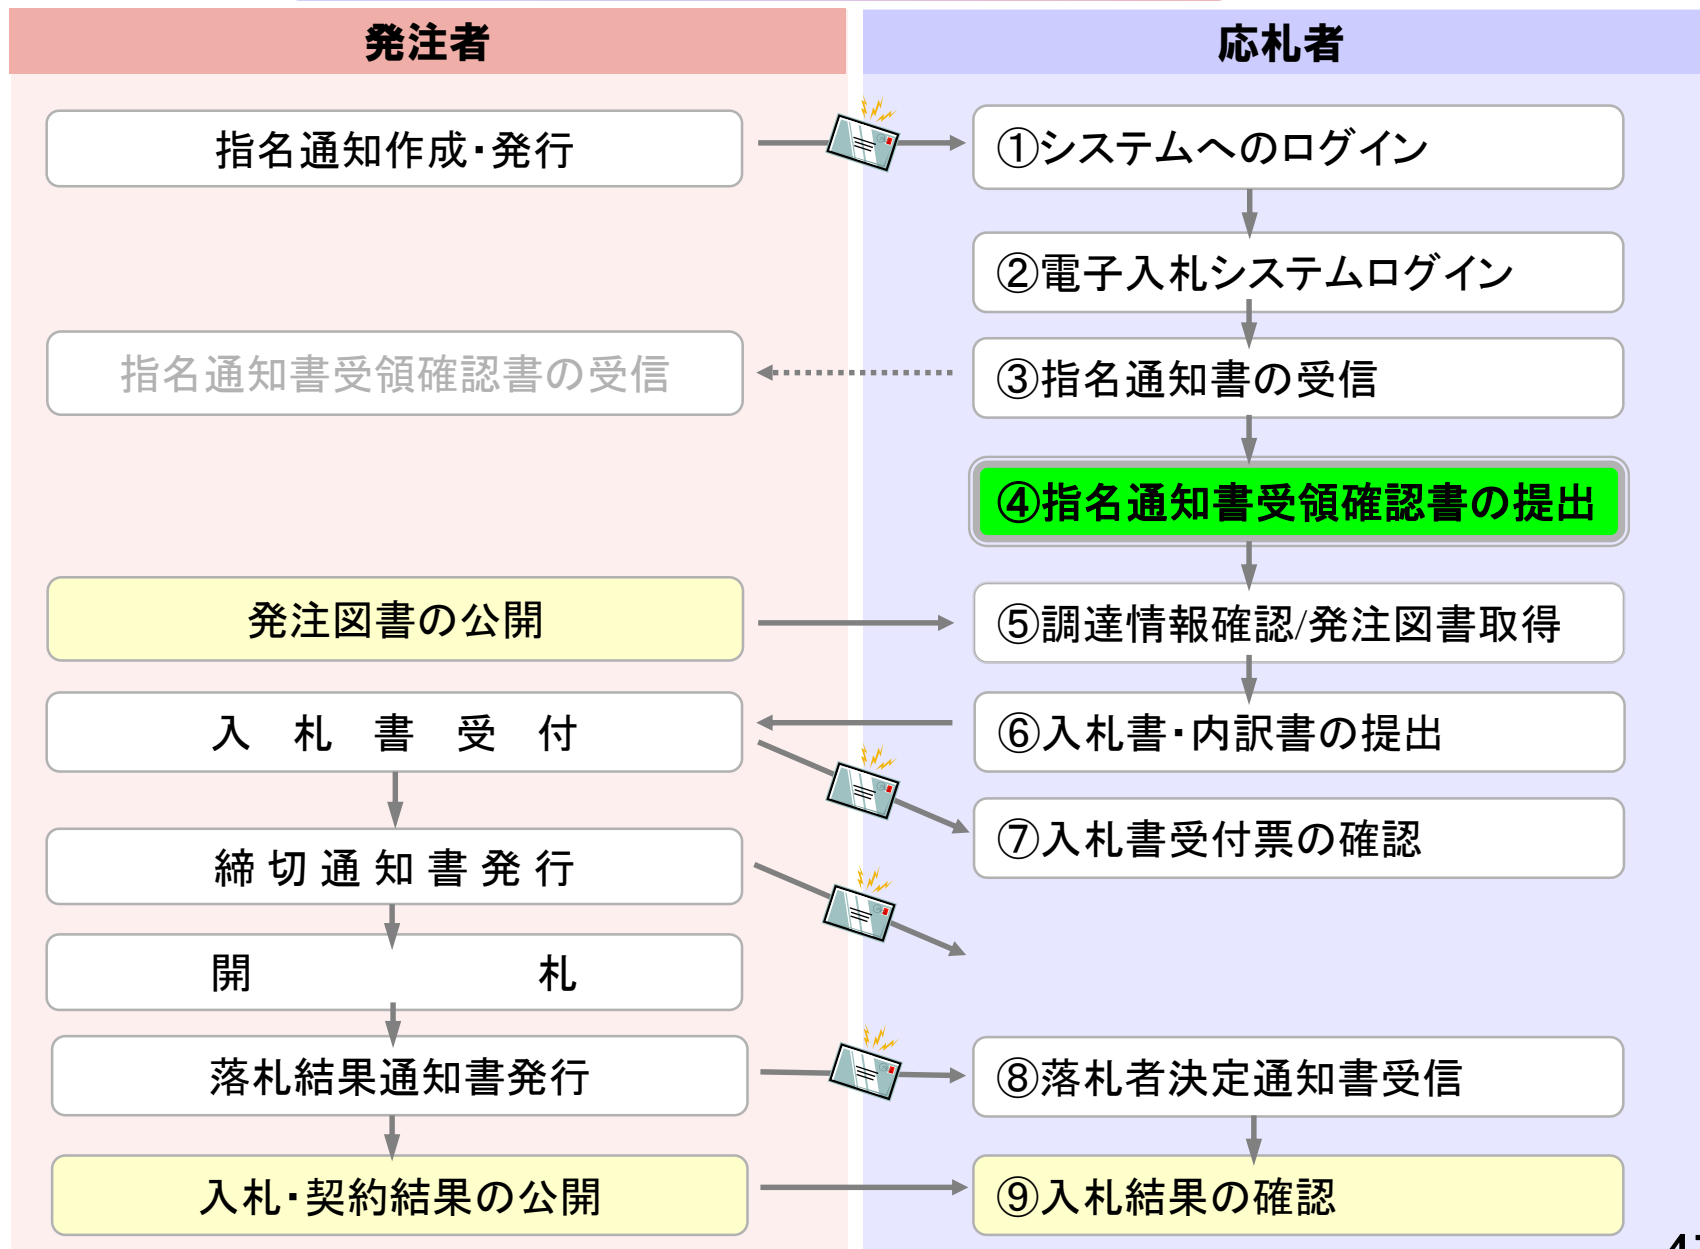 発注者
応札者
指名通知作成・発行
①システムへのログイン
②電子入札システムログイン
指名通知書受領確認書の受信
③指名通知書の受信
④指名通知書受領確認書の提出
発注図書の公開
⑤調達情報確認/発注図書取得
入　札　書　受　付
⑥入札書・内訳書の提出
⑦入札書受付票の確認
締切通知書発行
開　　　　　　　札
落札結果通知書発行
⑧落札者決定通知書受信
入札・契約結果の公開
⑨入札結果の確認